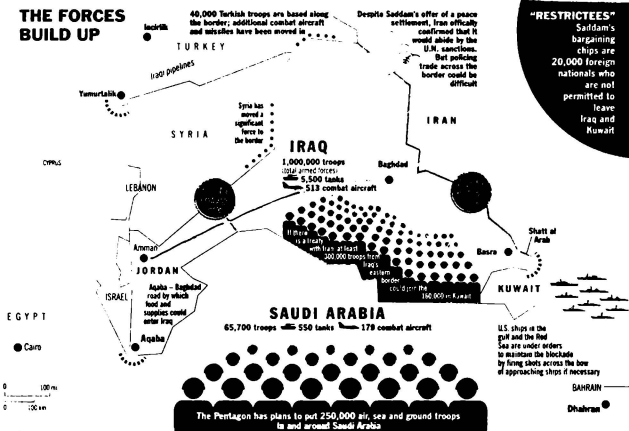 THE FORCES
BUILD UP
Incirlik
40,000 Turkish troops are based along
the border; additional combat aircraft
and missiles have been moved in
TURKEY
Iraqi pipelines
Yumurtalik
Despite Saddam's offer of a peace
settlement, Iran offically
confirmed that it
would abide by the
U.N. sanctions.
But policing
trade across the
border could be
difficult
"RESTRICTEES"
Saddam's
bargaining
chips are
20,000 foreign
nationals who
are not
permitted to
leave
Iraq and
Kuwait
Syria has
moved a
significant
force to
the border
SYRIA
IRAN
IRAQ
1,000,000 troops
(total armed forces)
5,500 tanks
513 combat aircraft
Baghdad
CYPRUS
LEBANON
If there
is a treaty
with Iran at least
300,000 troops from
Iraq's
eastern
border
could join the
160,000 in Kuwait
Shatt al
Arab
Basra
KUWAIT
Amman
JORDAN
ISRAEL
Aqaba – Baghdad
road by which
food and
supplies could
enter Iraq
Aqaba
EGYPT
Cairo
SAUDI ARABIA
65,700 troops 550 tanks 179 combat aircraft
U.S. ships in the
gulf and the Red
Sea are under orders
to maintain the blockade
by firing shots across the bow
of approaching ships if necessary
BAHRAIN
Dhahran
0 100 mi
0 100 km
The Pentagon has plans to put 250,000 air, sea and ground troops
in and around Saudi Arabia